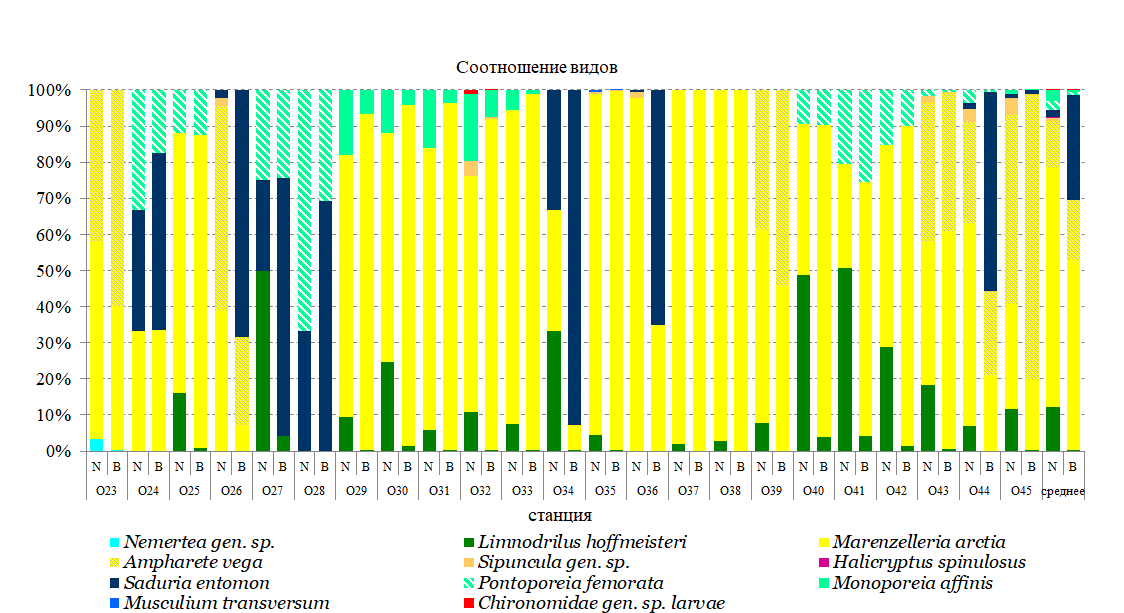 Соотношение видов
100%
90%
80%
70%
60%
50%
40%
30%
20%
10%
0%
N B N B N B N B N B N B N B N B N B N B N B N B N B N B N B N B N B N B N B N B N B N B N B N B
O23 O24 O25 O26 O27 O28 O29 O30 O31 O32 O33 O34 O35 O36 O37 O38 O39 O40 O41 O42 O43 O44 O45 среднее
станция
Nemertea gen. sp. Limnodrilus hoffmeisteri Marenzelleria arctia
Ampharete vega Sipuncula gen. sp. Halicryptus spinulosus
Saduria entomon Pontoporeia femorata Monoporeia affinis
Musculium transversum Chironomidae gen. sp. larvae